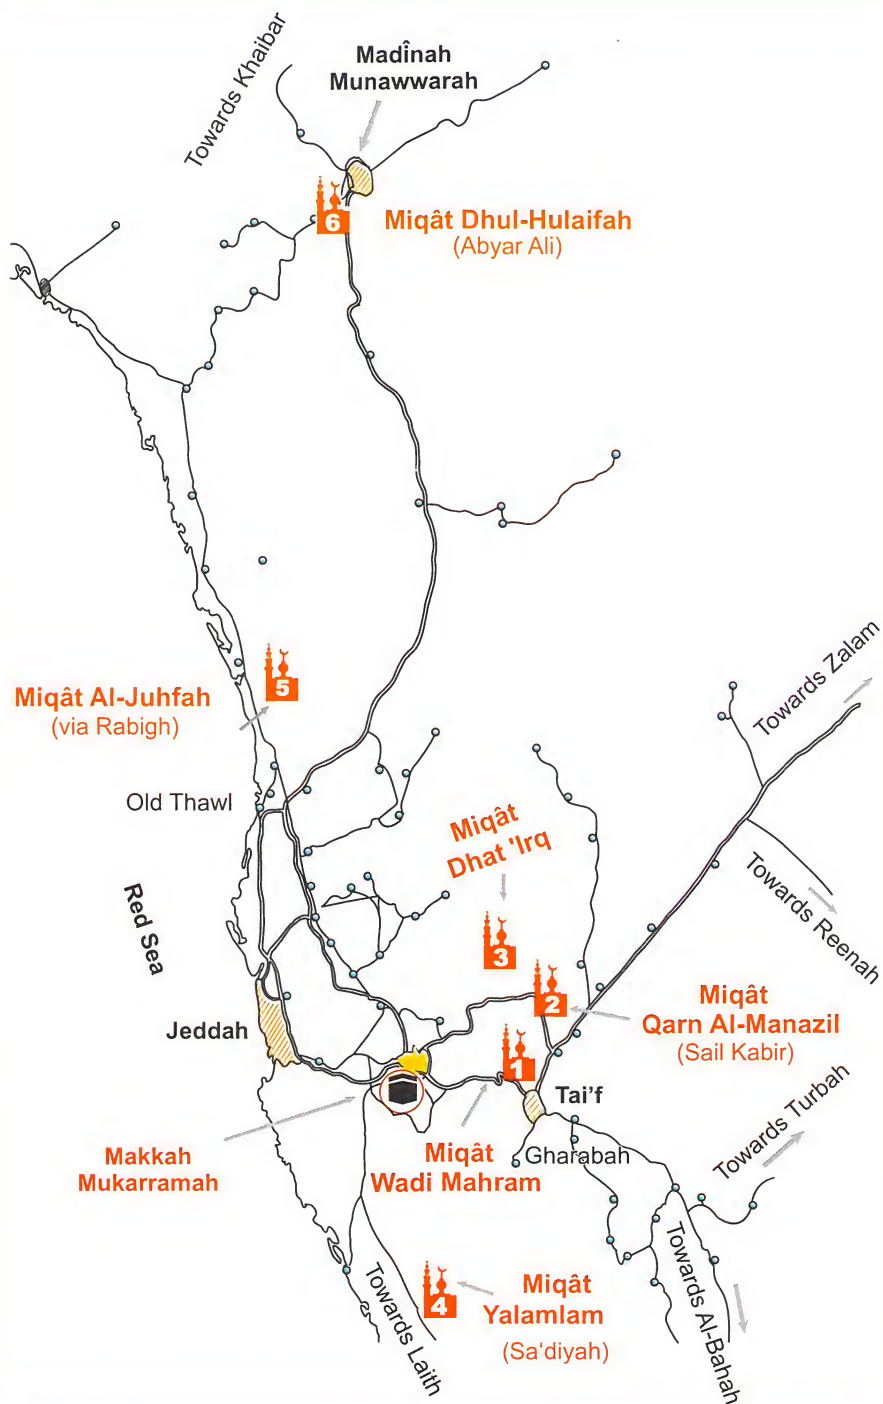 Towards Khaibar
Madînah
Munawwarah
6
Miqât Dhul-Hulaifah
(Abyar Ali)
5
Miqât Al-Juhfah
(via Rabigh)
Towards Zalam
Old Thawl
Miqât
Dhat 'Irq
Towards Reenah
Red Sea
3
2
Miqât
Qarn Al-Manazil
(Sail Kabir)
Jeddah
1
Tai'f
Towards Turbah
Makkah
Mukarramah
Miqât
Wadi Mahram
Gharabah
Towards Laith
4
Miqât
Yalamlam
(Sa‘diyah)
Towards Al-Bahah